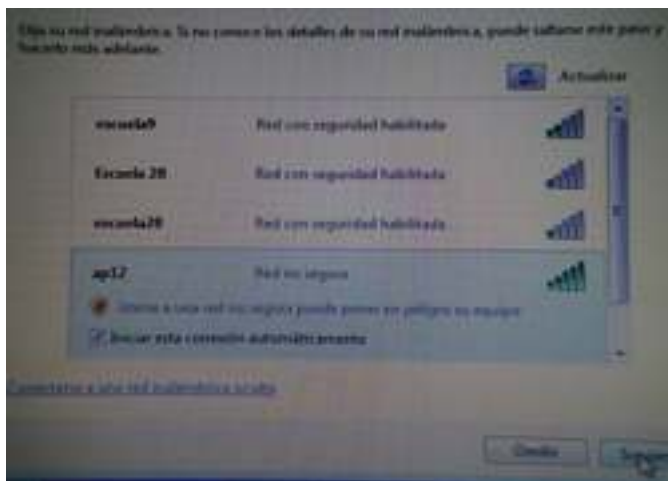 Elija su red inalámbrica. Si no conoce los detalles de su red inalámbrica, puede saltarse este paso y
hacerlo más adelante.
Actualizar
escuela9 Red con seguridad habilitada
Escuela 28 Red con seguridad habilitada
escuela28 Red con seguridad habilitada
ap12 Red no segura
Unirse a una red no segura puede poner en peligro su equipo
Iniciar esta conexión automáticamente
Conectarse a una red inalámbrica oculta